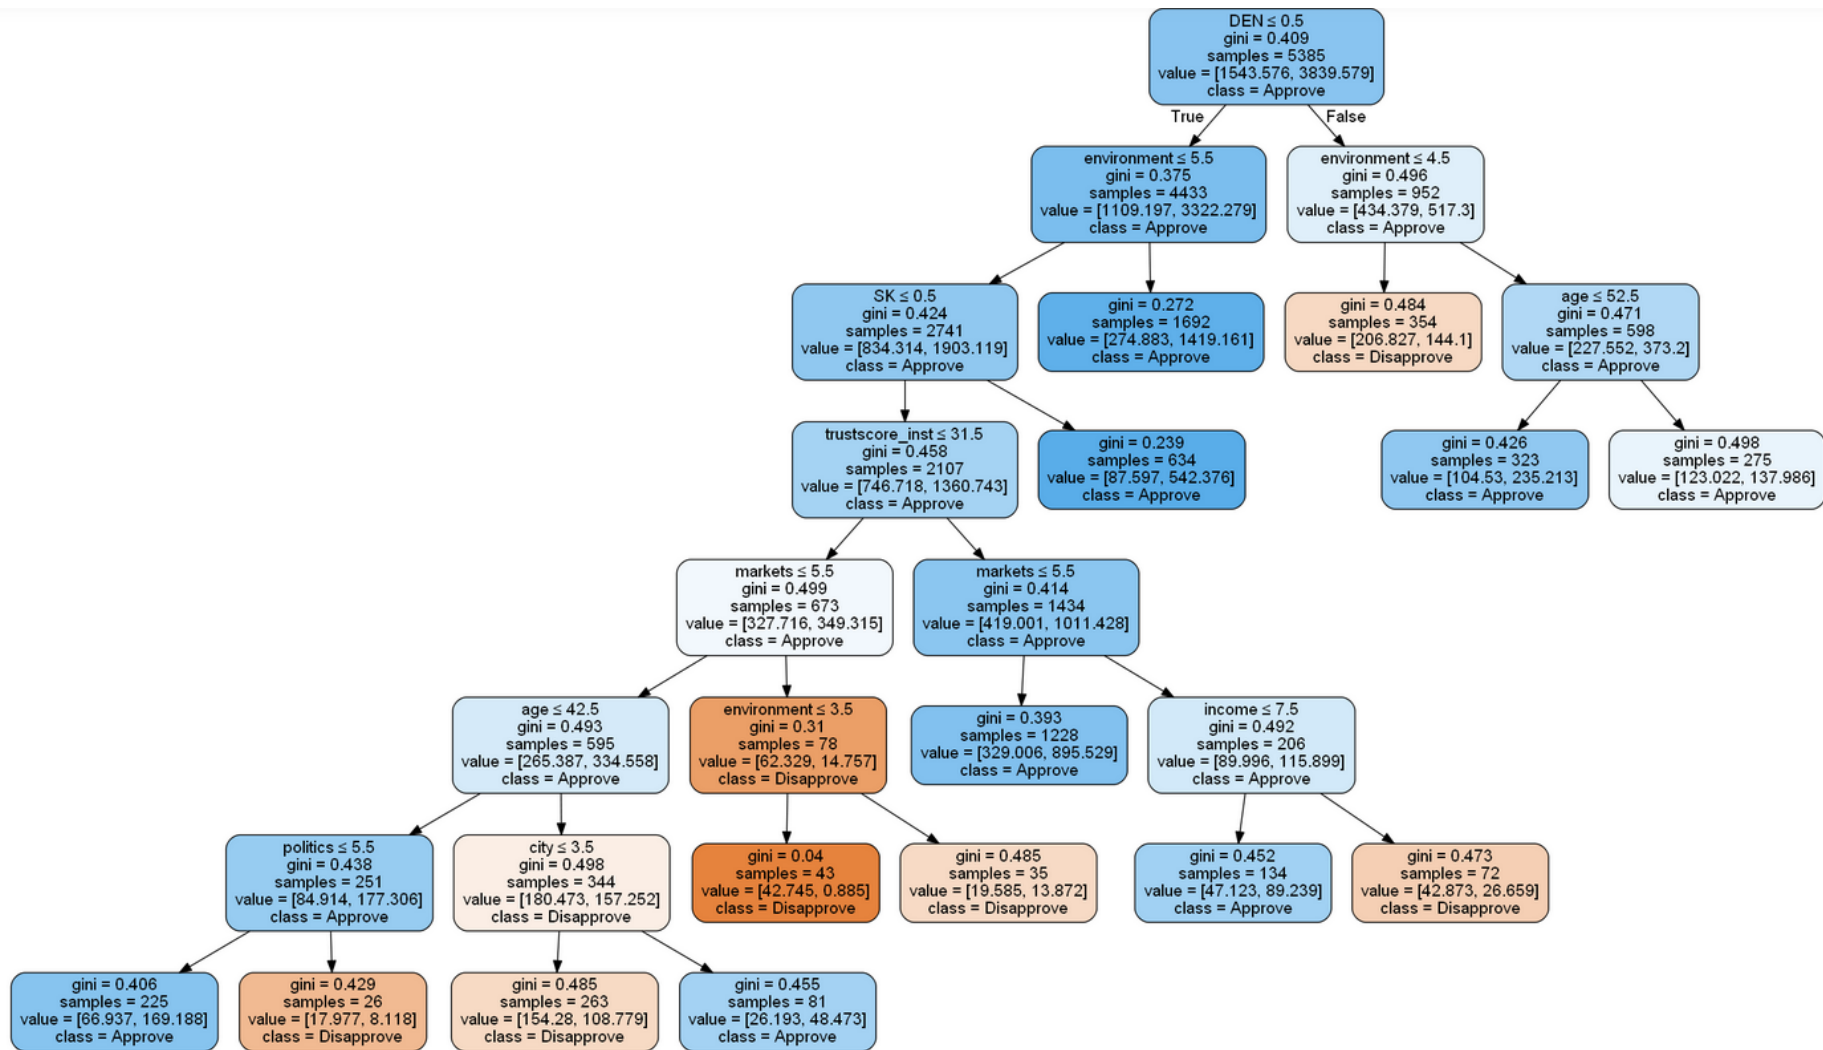 DEN ≤ 0.5
gini = 0.409
samples = 5385
value = [1543.576, 3839.579]
class = Approve
True
False
environment ≤ 5.5
gini = 0.375
samples = 4433
value = [1109.197, 3322.279]
class = Approve
environment ≤ 4.5
gini = 0.496
samples = 952
value = [434.379, 517.3]
class = Approve
SK ≤ 0.5
gini = 0.424
samples = 2741
value = [834.314, 1903.119]
class = Approve
gini = 0.272
samples = 1692
value = [274.883, 1419.161]
class = Approve
gini = 0.484
samples = 354
value = [206.827, 144.1]
class = Disapprove
age ≤ 52.5
gini = 0.471
samples = 598
value = [227.552, 373.2]
class = Approve
trustscore_inst ≤ 31.5
gini = 0.458
samples = 2107
value = [746.718, 1360.743]
class = Approve
gini = 0.239
samples = 634
value = [87.597, 542.376]
class = Approve
gini = 0.426
samples = 323
value = [104.53, 235.213]
class = Approve
gini = 0.498
samples = 275
value = [123.022, 137.986]
class = Approve
markets ≤ 5.5
gini = 0.499
samples = 673
value = [327.716, 349.315]
class = Approve
markets ≤ 5.5
gini = 0.414
samples = 1434
value = [419.001, 1011.428]
class = Approve
age ≤ 42.5
gini = 0.493
samples = 595
value = [265.387, 334.558]
class = Approve
environment ≤ 3.5
gini = 0.31
samples = 78
value = [62.329, 14.757]
class = Disapprove
gini = 0.393
samples = 1228
value = [329.006, 895.529]
class = Approve
income ≤ 7.5
gini = 0.492
samples = 206
value = [89.996, 115.899]
class = Approve
politics ≤ 5.5
gini = 0.438
samples = 251
value = [84.914, 177.306]
class = Approve
city ≤ 3.5
gini = 0.498
samples = 344
value = [180.473, 157.252]
class = Disapprove
gini = 0.04
samples = 43
value = [42.745, 0.885]
class = Disapprove
gini = 0.485
samples = 35
value = [19.585, 13.872]
class = Disapprove
gini = 0.452
samples = 134
value = [47.123, 89.239]
class = Approve
gini = 0.473
samples = 72
value = [42.873, 26.659]
class = Disapprove
gini = 0.406
samples = 225
value = [66.937, 169.188]
class = Approve
gini = 0.429
samples = 26
value = [17.977, 8.118]
class = Disapprove
gini = 0.485
samples = 263
value = [154.28, 108.779]
class = Disapprove
gini = 0.455
samples = 81
value = [26.193, 48.473]
class = Approve